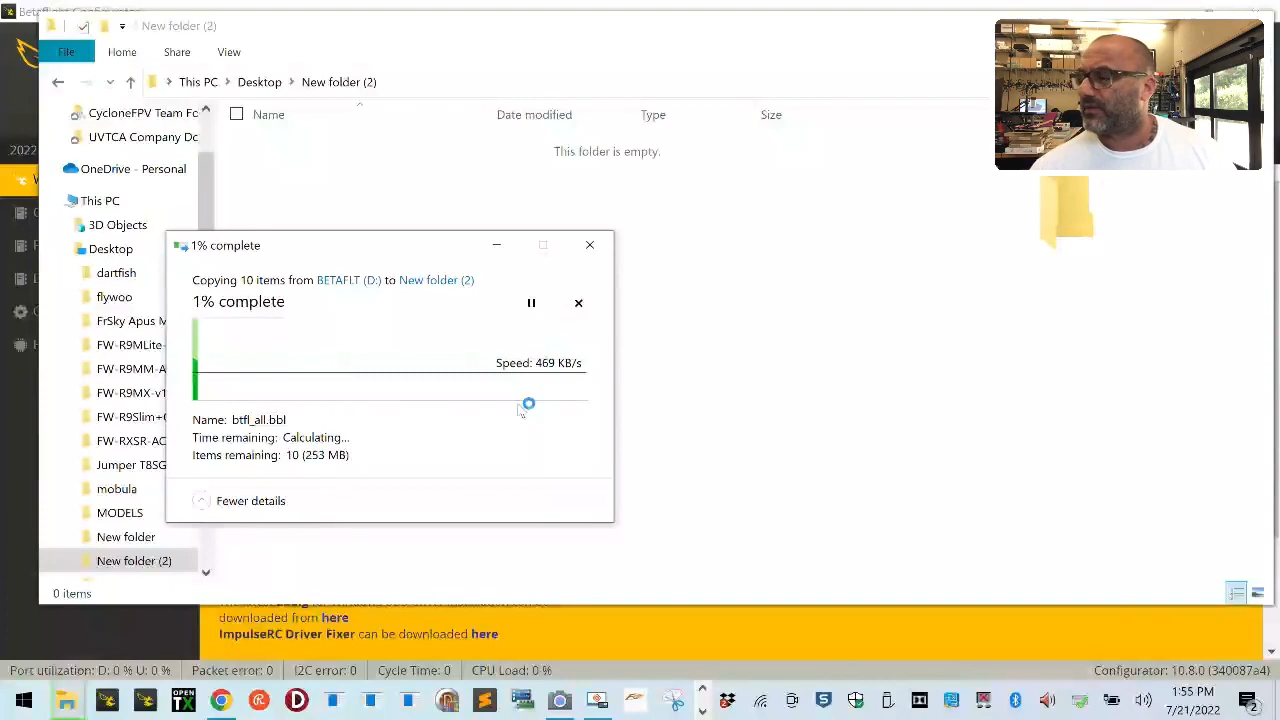 New folder (2)
File
Home
Share
View
This PC
Desktop
CycloneFPV Team Fo
UVTCA Company Dc
OneDrive - Personal
This PC
3D Objects
Desktop
dartfish
flywoo
FrSky Apus M
FW-R9MLite-
FW-R9MM-A
FW-R9MX-v1
FW-R9Slim+
FW-RXSR-AC
Jumper T8SG
mobula
MODELS
New folder
New folder (2)
Name
Date modified
Type
Size
folder is empty.
2022
1% complete
Copying 10 items from BETAFLT (D:) to New folder (2)
1% complete
Speed: 469 KB/s
Name: btfl_all.bbl
Time remaining: Calculating...
Items remaining: 10 (253 MB)
Fewer details
0 items
downloaded from here
ImpulseRC Driver Fixer can be downloaded here
Port utilization: D: 0 % U: 0 %
Packet error: 0
I2C error: 0
Cycle Time: 0
CPU Load: 0 %
Configurator: 10.8.0 (340087a4)
OPEN
TX
1:55 PM
7/21/2022
2